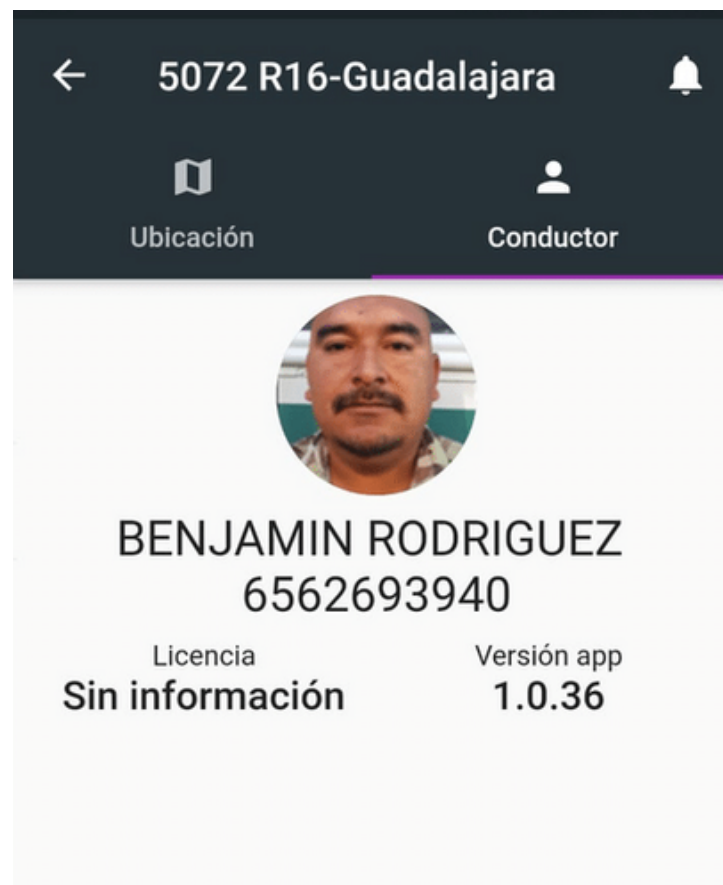 5072 R16-Guadalajara
Ubicación
Conductor
BENJAMIN RODRIGUEZ
6562693940
Licencia
Versión app
Sin información
1.0.36